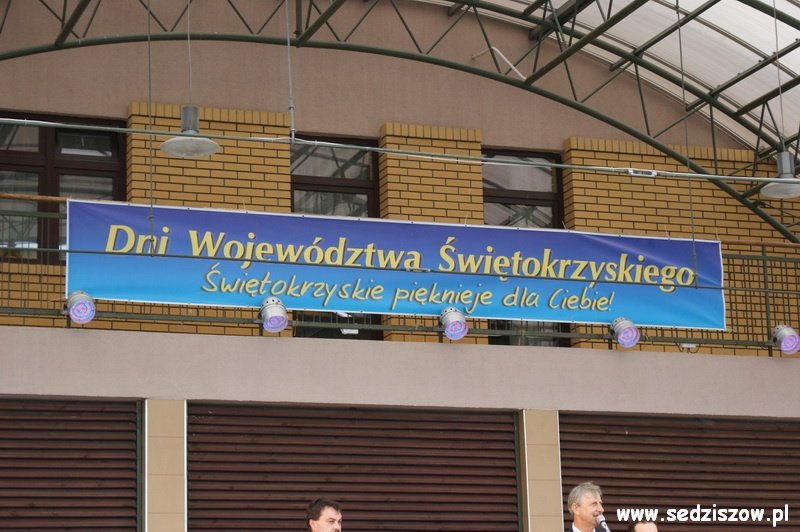 Dni Województwa Świętokrzyskiego
Świętokrzyskie pięknieje dla Ciebie!
www.sedziszow.pl